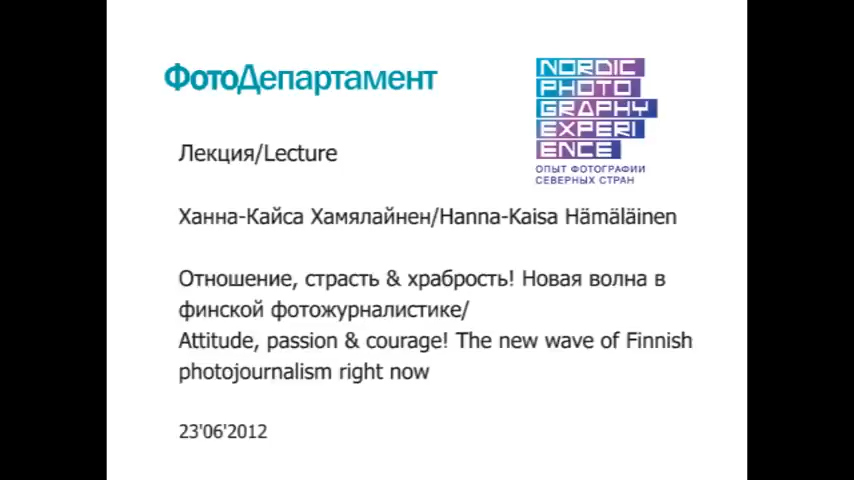 ФотоДепартамент
NORDIC
PHOTO
GRAPHY
EXPERI
ENCE
ОПЫТ ФОТОГРАФИИ
СЕВЕРНЫХ СТРАН
Лекция/Lecture
Ханна-Кайса Хамялайнен/Hanna-Kaisa Hämäläinen
Отношение, страсть & храбрость! Новая волна в
финской фотожурналистике/
Attitude, passion & courage! The new wave of Finnish
photojournalism right now
23'06'2012